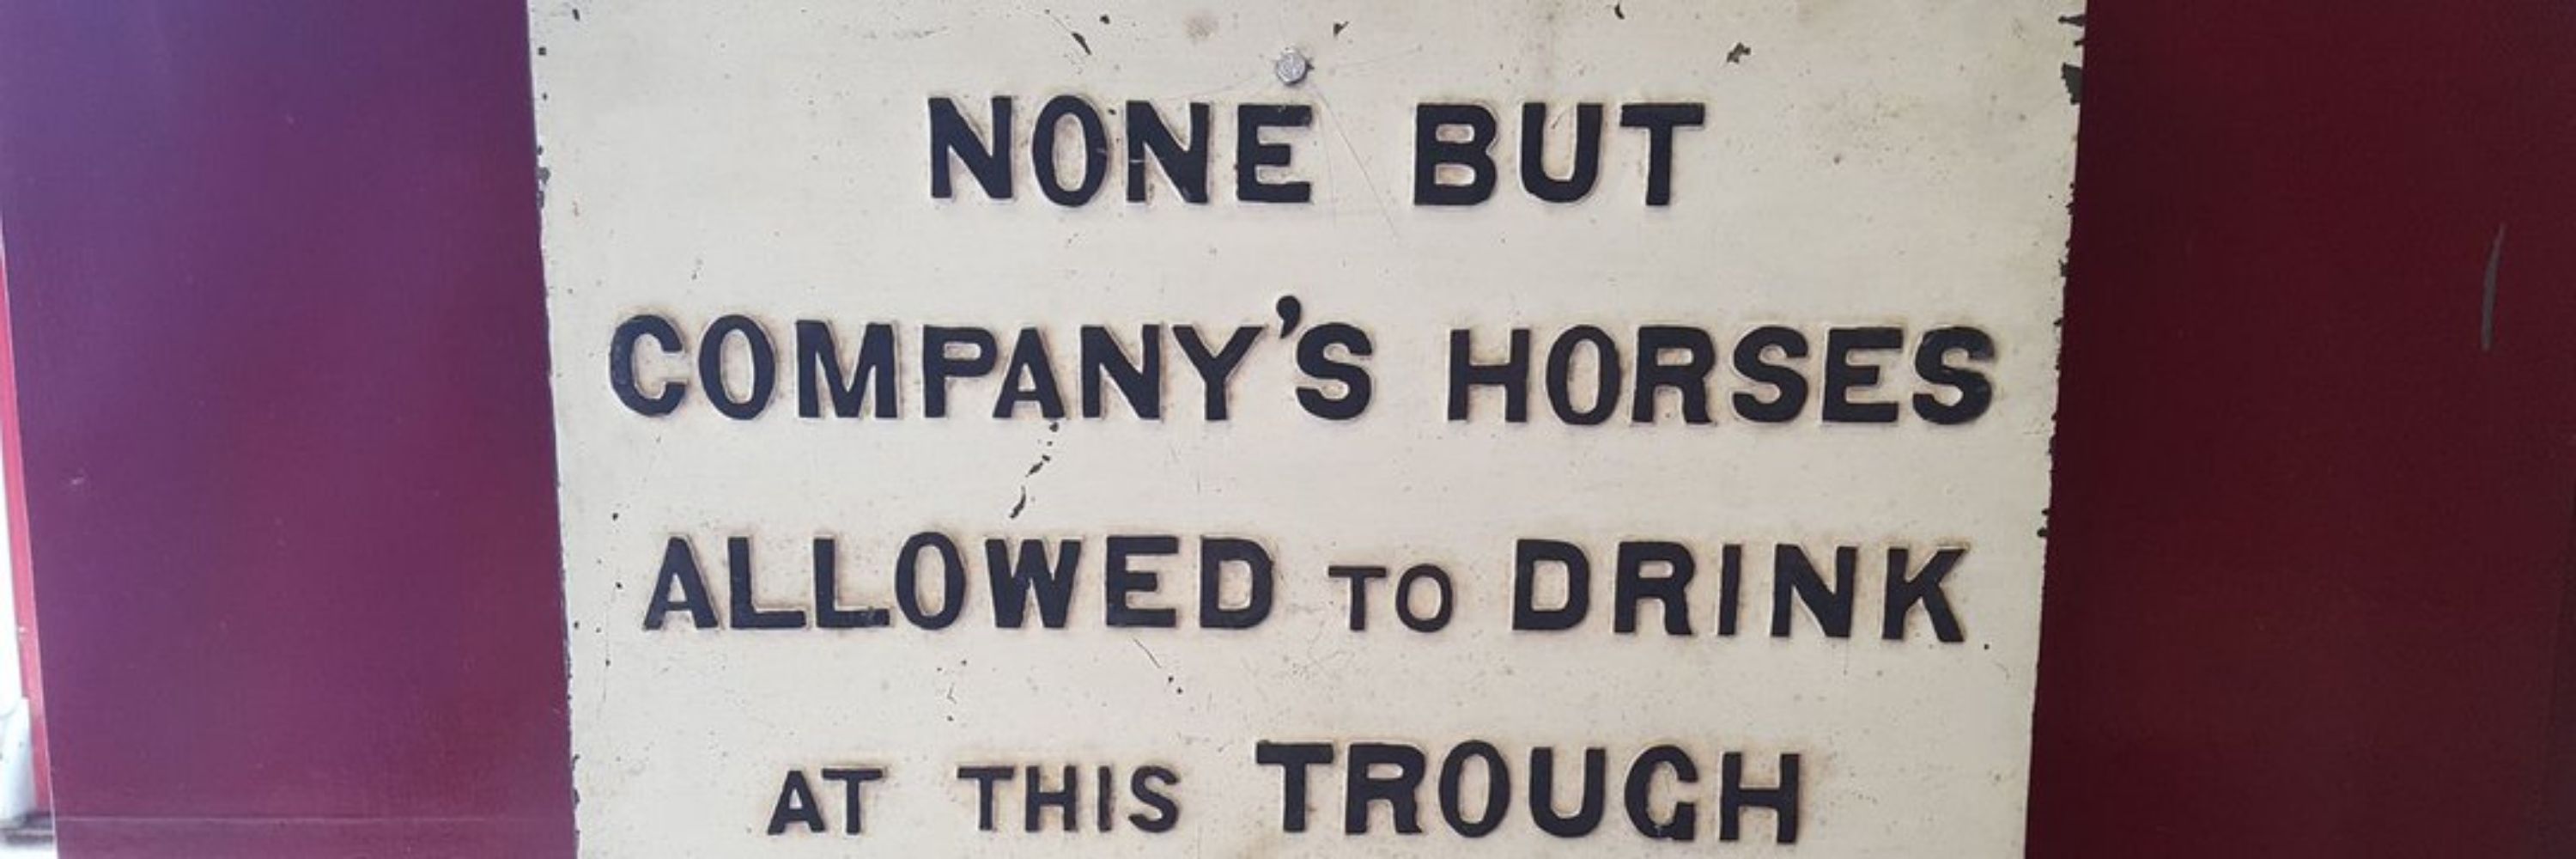 NONE BUT
COMPANY'S HORSES
ALLOWED TO DRINK
AT THIS TROUGH